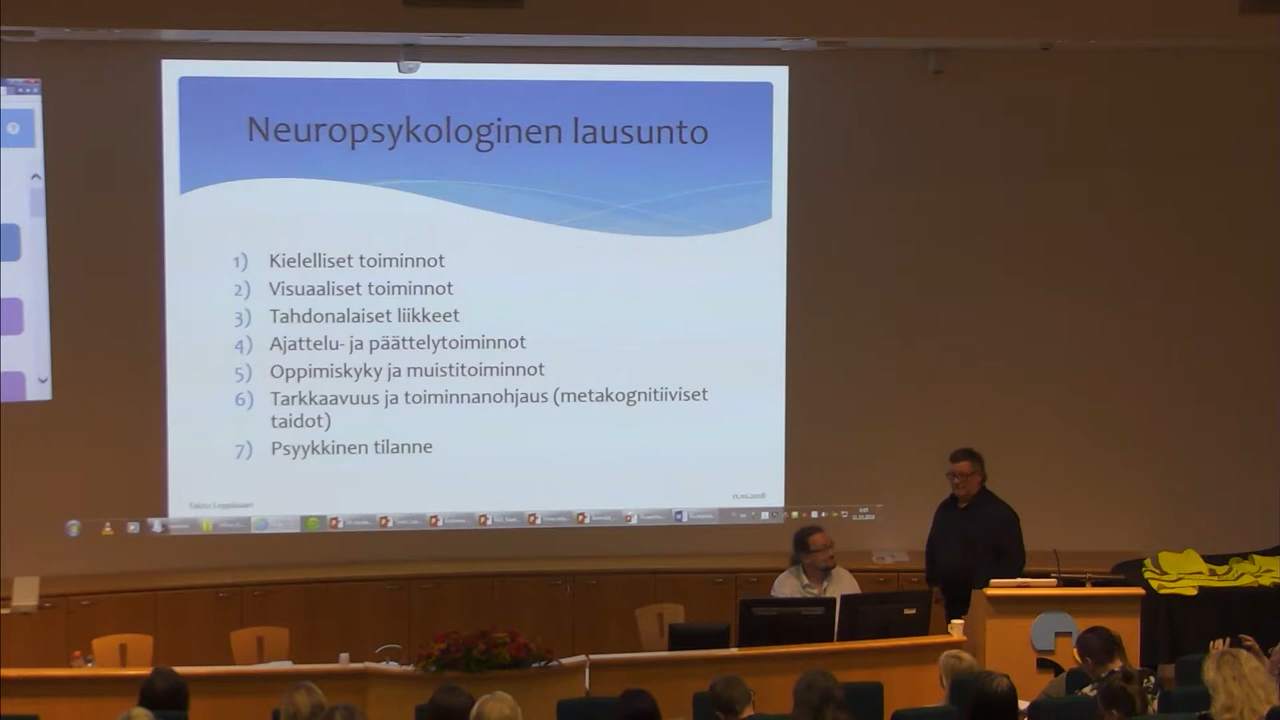 Neuropsykologinen lausunto
1) Kielelliset toiminnot
2) Visuaaliset toiminnot
3) Tahdonalaiset liikkeet
4) Ajattelu- ja päättelytoiminnot
5) Oppimiskyky ja muistitoiminnot
6) Tarkkaavuus ja toiminnanohjaus (metakognitiiviset
taidot)
7) Psyykkinen tilanne